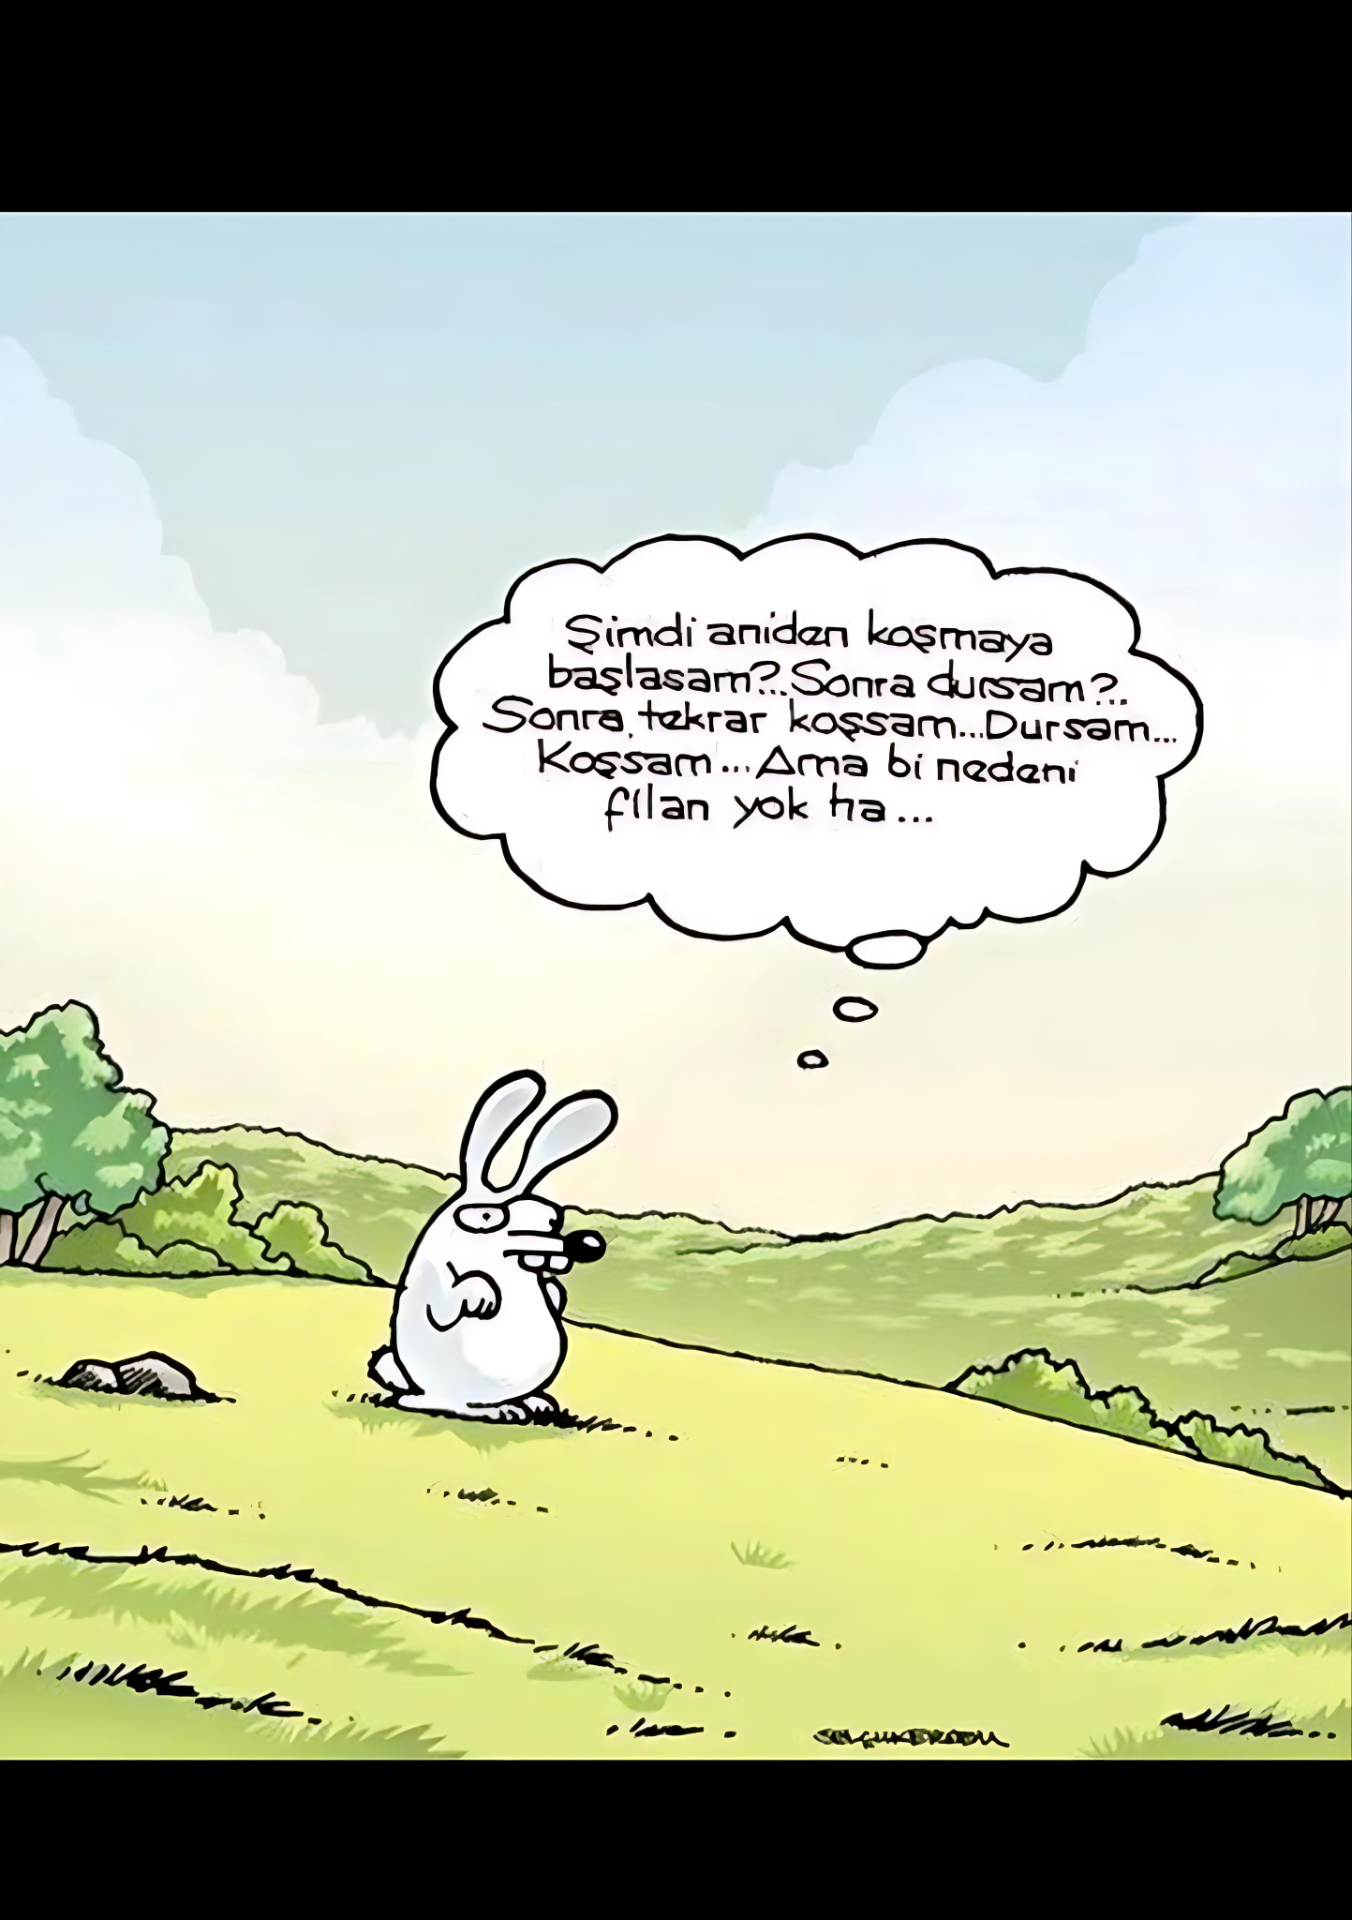 Şimdi aniden koşmaya
başlasam?..Sonra dursam?..
Sonra, tekrar koşsam...Dursam...
Koşsam...Ama bi nedeni
filan yok ha...